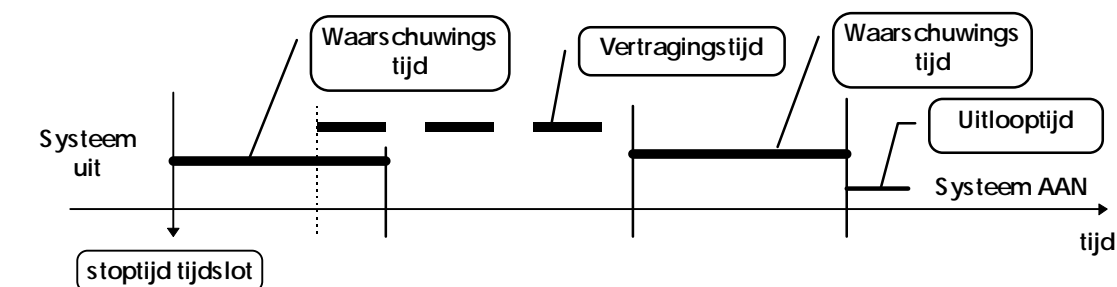 Waarschuwings
tijd
Vertragingstijd
Waarschuwings
tijd
Uitlooptijd
Systeem
uit
Systeem AAN
tijd
stoptijd tijdslot